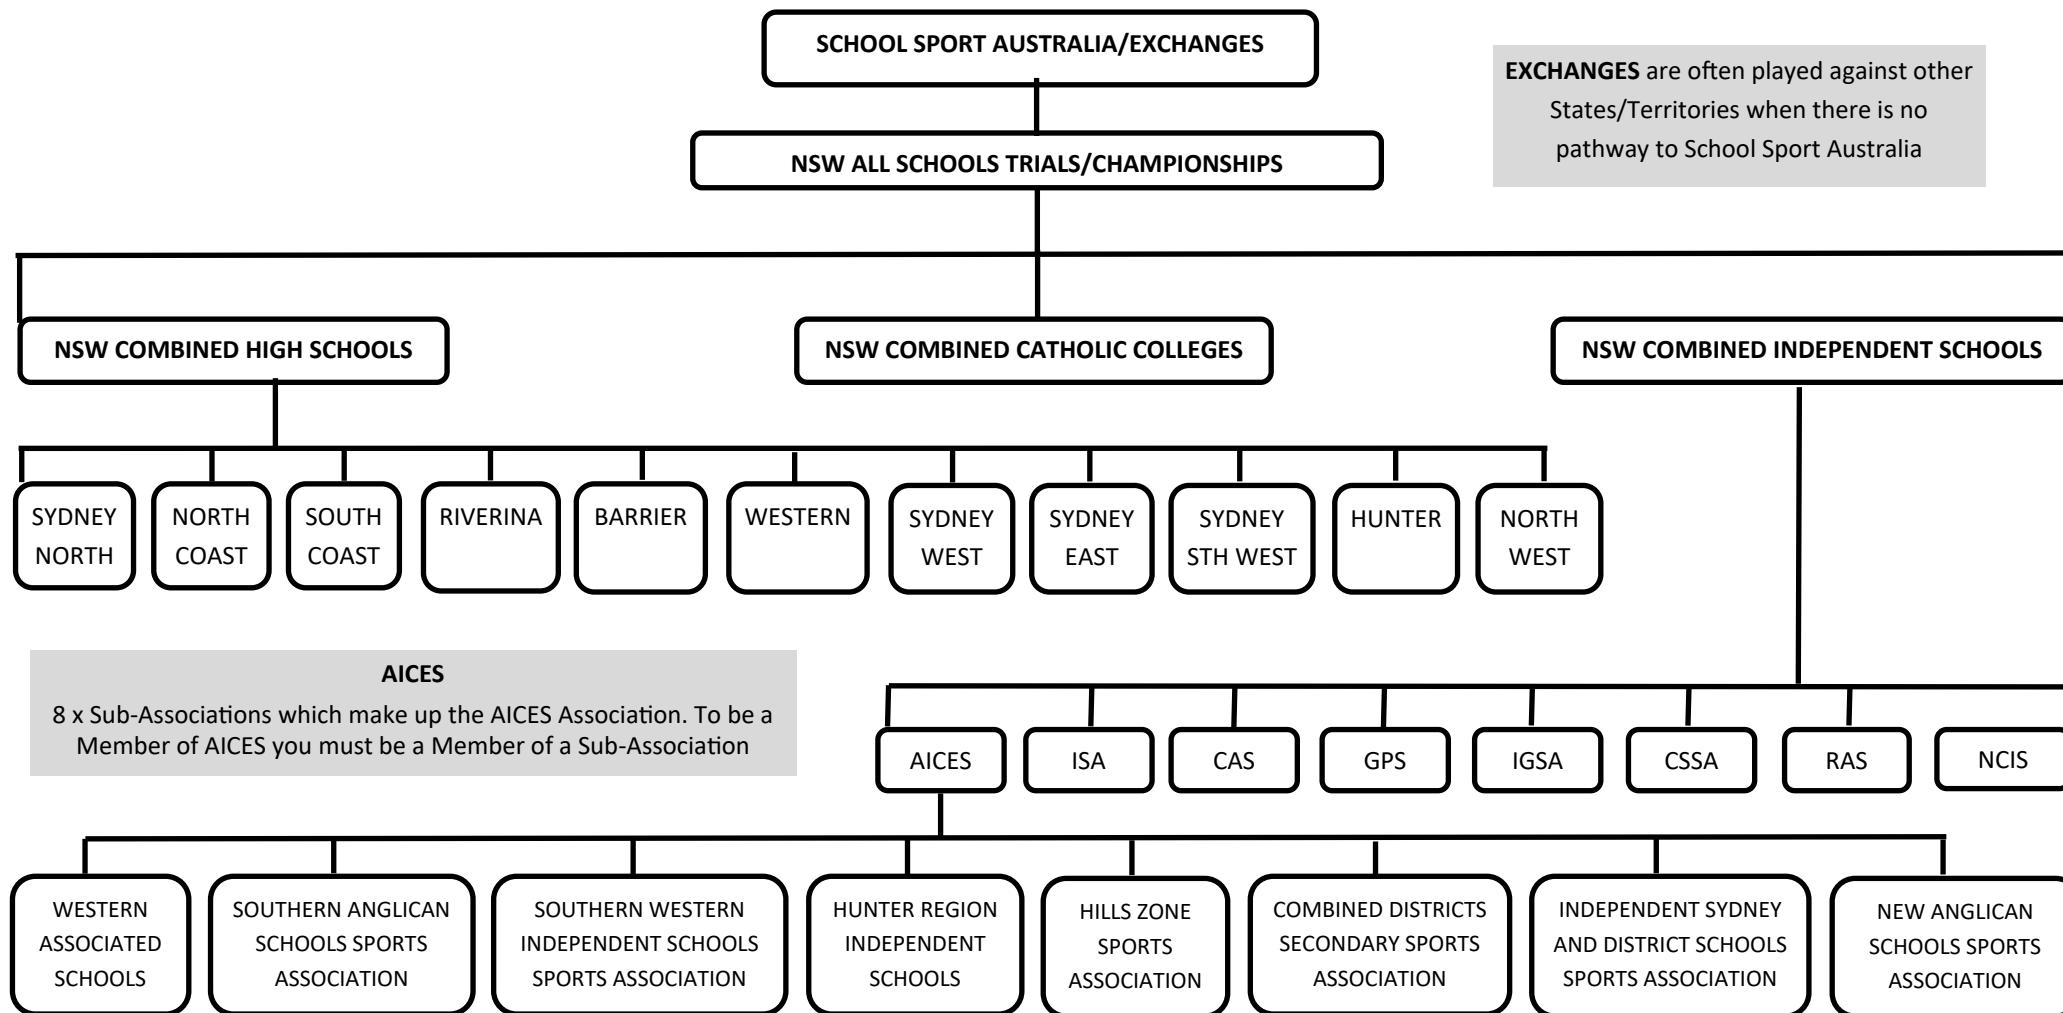 SCHOOL SPORT AUSTRALIA/EXCHANGES
EXCHANGES are often played against other
States/Territories when there is no
pathway to School Sport Australia
NSW ALL SCHOOLS TRIALS/CHAMPIONSHIPS
NSW COMBINED HIGH SCHOOLS
NSW COMBINED CATHOLIC COLLEGES
NSW COMBINED INDEPENDENT SCHOOLS
SYDNEY
NORTH
NORTH
COAST
SOUTH
COAST
RIVERINA
BARRIER
WESTERN
SYDNEY
WEST
SYDNEY
EAST
SYDNEY
STH WEST
HUNTER
NORTH
WEST
AICES
8 x Sub-Associations which make up the AICES Association. To be a
Member of AICES you must be a Member of a Sub-Association
AICES
ISA
CAS
GPS
IGSA
CSSA
RAS
NCIS
WESTERN
ASSOCIATED
SCHOOLS
SOUTHERN ANGLICAN
SCHOOLS SPORTS
ASSOCIATION
SOUTHERN WESTERN
INDEPENDENT SCHOOLS
SPORTS ASSOCIATION
HUNTER REGION
INDEPENDENT
SCHOOLS
HILLS ZONE
SPORTS
ASSOCIATION
COMBINED DISTRICTS
SECONDARY SPORTS
ASSOCIATION
INDEPENDENT SYDNEY
AND DISTRICT SCHOOLS
SPORTS ASSOCIATION
NEW ANGLICAN
SCHOOLS SPORTS
ASSOCIATION